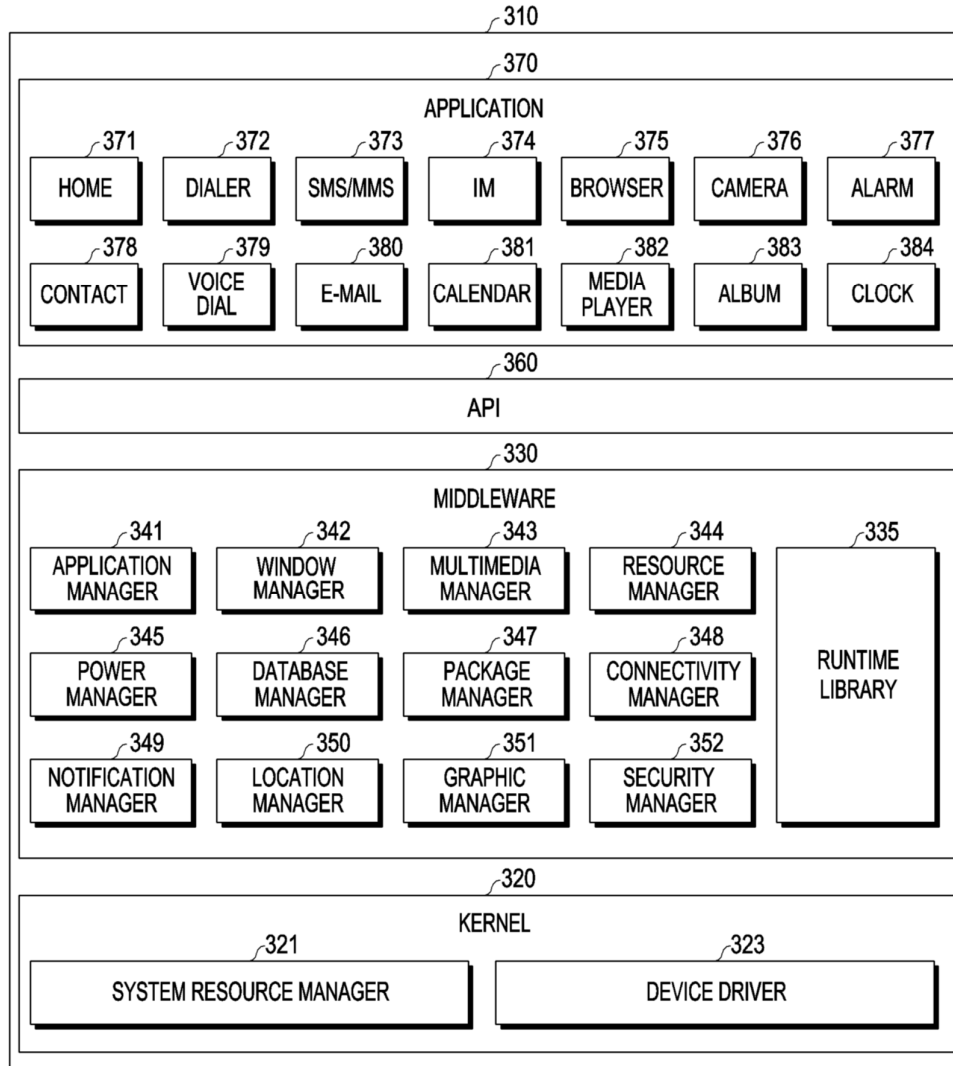 310
370
APPLICATION
371 372 373 374 375 376 377
HOME DIALER SMS/MMS IM BROWSER CAMERA ALARM
378 379 380 381 382 383 384
CONTACT VOICE DIAL E-MAIL CALENDAR MEDIA PLAYER ALBUM CLOCK
360
API
330
MIDDLEWARE
341 342 343 344 335
APPLICATION MANAGER WINDOW MANAGER MULTIMEDIA MANAGER RESOURCE MANAGER
345 346 347 348
POWER MANAGER DATABASE MANAGER PACKAGE MANAGER CONNECTIVITY MANAGER RUNTIME LIBRARY
349 350 351 352
NOTIFICATION MANAGER LOCATION MANAGER GRAPHIC MANAGER SECURITY MANAGER
320
KERNEL
321 323
SYSTEM RESOURCE MANAGER DEVICE DRIVER